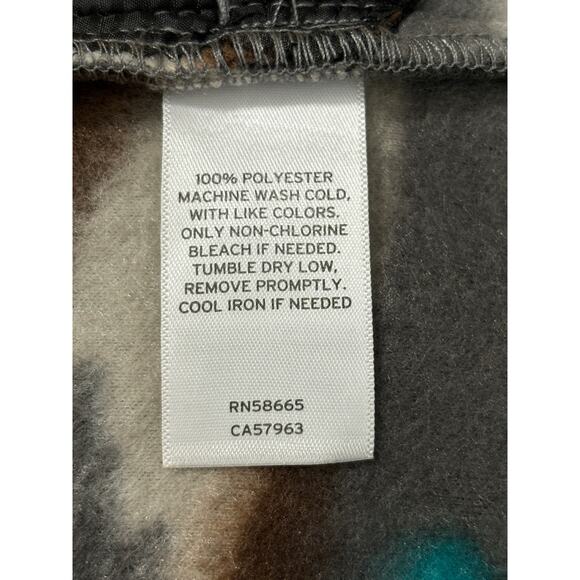 100% POLYESTER
MACHINE WASH COLD,
WITH LIKE COLORS.
ONLY NON-CHLORINE
BLEACH IF NEEDED.
TUMBLE DRY LOW,
REMOVE PROMPTLY.
COOL IRON IF NEEDED
RN58665
CA57963